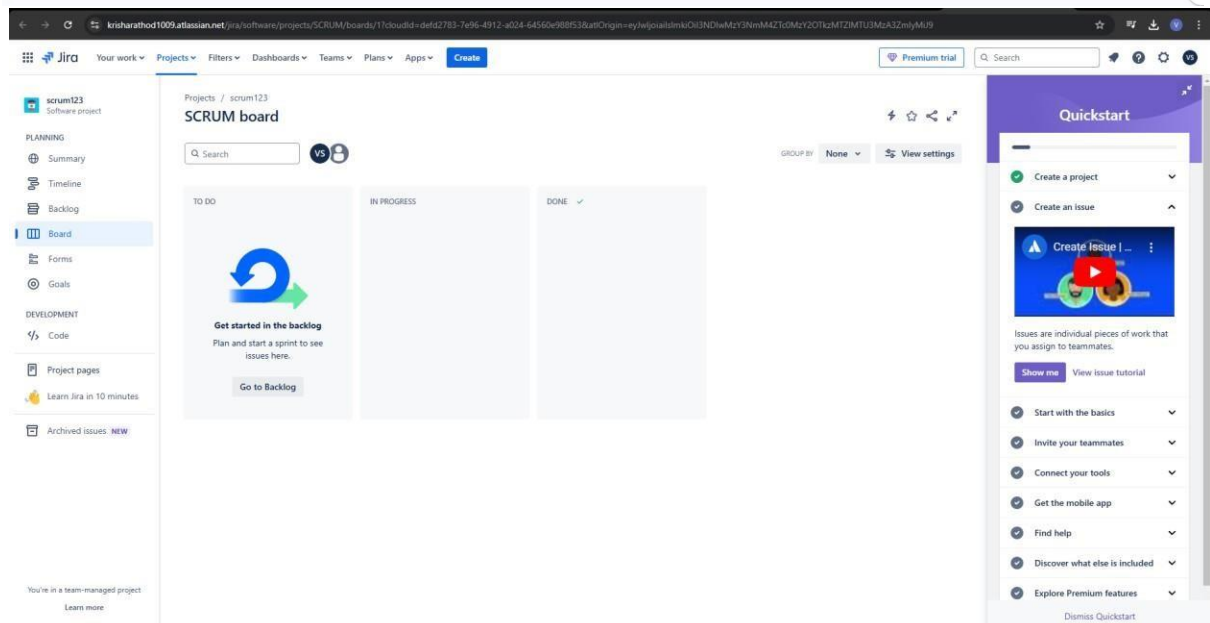 krisharathod1009.atlassian.net/jira/software/projects/SCRUM/boards/1?cloudId=defd2783-7e96-4912-a024-64560e988f53&atlOrigin=
Jira Your work Projects Filters Dashboards Teams Plans Apps Create Premium trial Search VS
scrum123
Software project
PLANNING
Summary
Timeline
Backlog
Board
Forms
Goals
DEVELOPMENT
Code
Project pages
Learn Jira in 10 minutes
Archived issues NEW
You're in a team-managed project
Learn more
Projects / scrum123
SCRUM board
Search VS GROUP BY None View settings
TO DO IN PROGRESS DONE
Get started in the backlog
Plan and start a sprint to see
issues here.
Go to Backlog
Quickstart
Create a project
Create an issue
Create Issue | ...
Issues are individual pieces of work that
you assign to teammates.
Show me View issue tutorial
Start with the basics
Invite your teammates
Connect your tools
Get the mobile app
Find help
Discover what else is included
Explore Premium features
Dismiss Quickstart